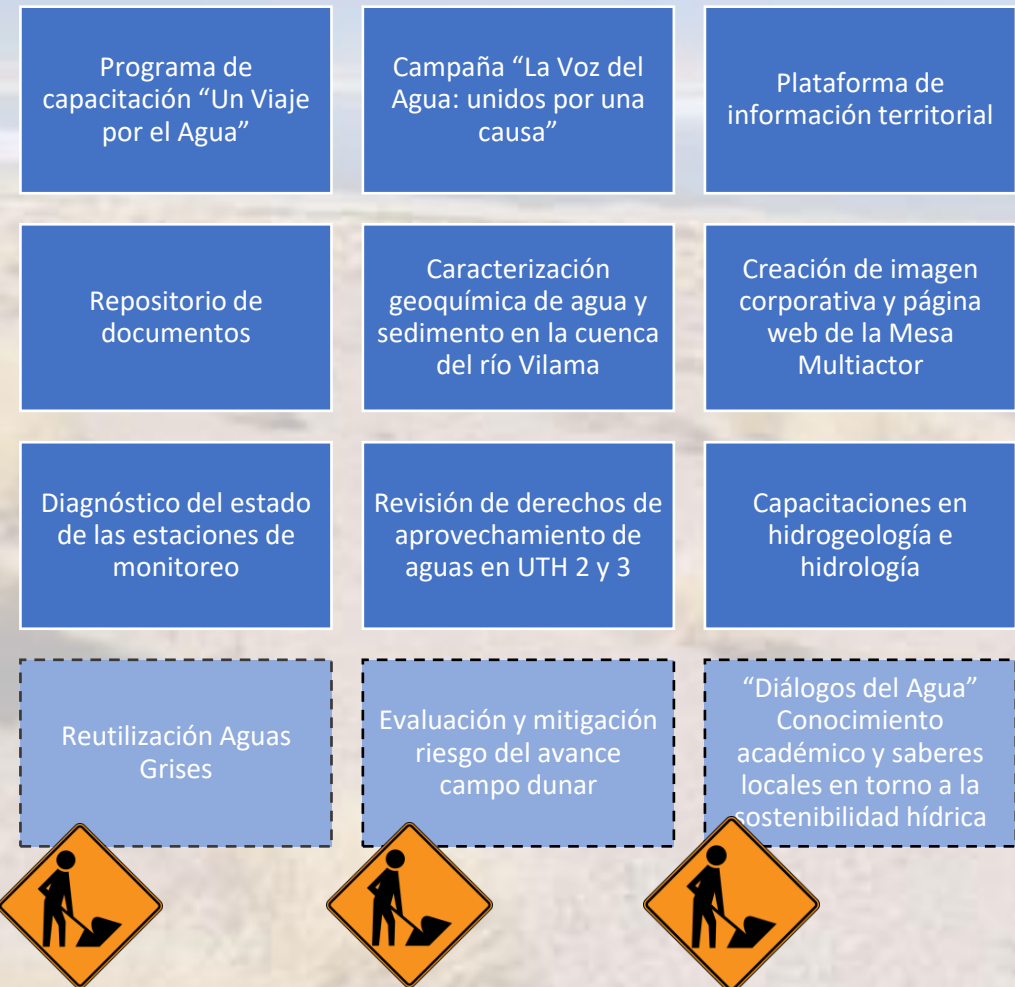 Programa de
capacitación “Un Viaje
por el Agua”
Campaña “La Voz del
Agua: unidos por una
causa”
Plataforma de
información territorial
Repositorio de
documentos
Caracterización
geoquímica de agua y
sedimento en la cuenca
del río Vilama
Creación de imagen
corporativa y página
web de la Mesa
Multiactor
Diagnóstico del estado
de las estaciones de
monitoreo
Revisión de derechos de
aprovechamiento de
aguas en UTH 2 y 3
Capacitaciones en
hidrogeología e
hidrología
Reutilización Aguas
Grises
Evaluación y mitigación
riesgo del avance
campo dunar
“Diálogos del Agua”
Conocimiento
académico y saberes
locales en torno a la
sostenibilidad hídrica